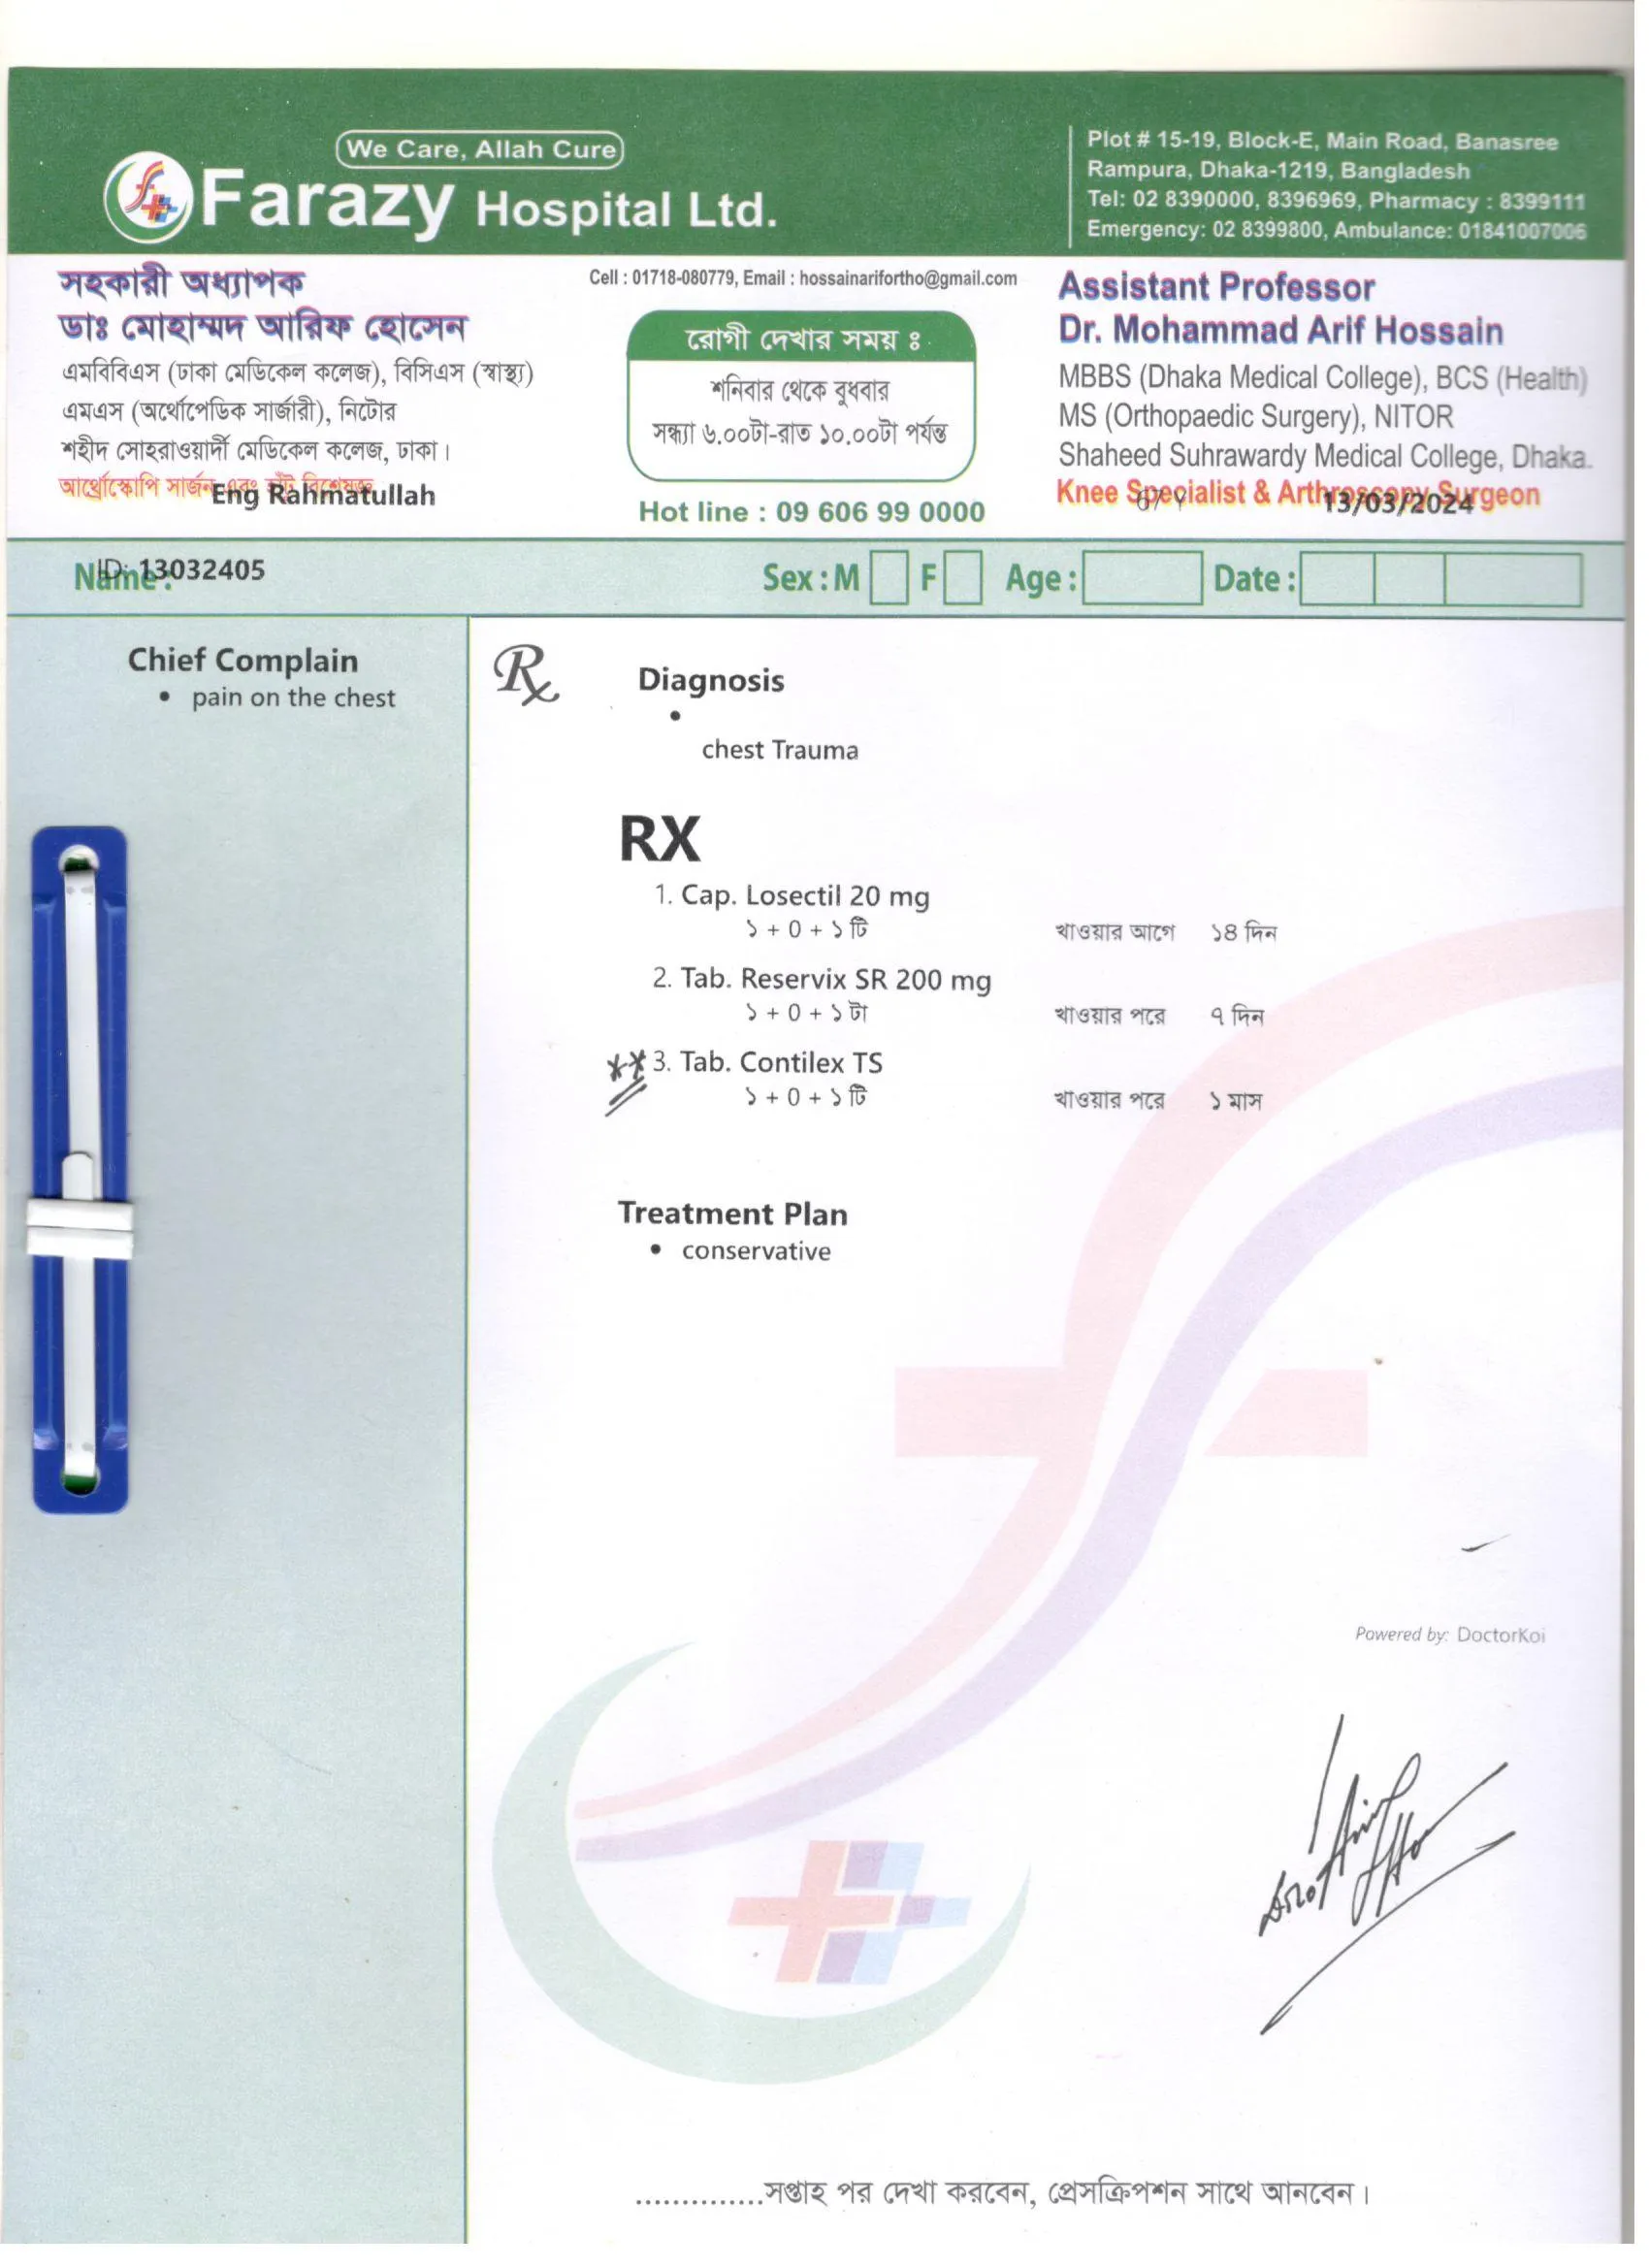 We Care, Allah Cure
Farazy Hospital Ltd.
Plot # 15-19, Block-E, Main Road, Banasree
Rampura, Dhaka-1219, Bangladesh
Tel: 02 8390000, 8396969, Pharmacy : 8399111
Emergency: 02 8399800, Ambulance: 01841007006
সহকারী অধ্যাপক
ডাঃ মোহাম্মদ আরিফ হোসেন
এমবিবিএস (ঢাকা মেডিকেল কলেজ), বিসিএস (স্বাস্থ্য)
এমএস (অর্থোপেডিক সার্জারী), নিটোর
শহীদ সোহরাওয়ার্দী মেডিকেল কলেজ, ঢাকা।
আর্থ্রোস্কোপি সার্জন এবং হাঁটু বিশেষজ্ঞ
Eng Rahmatullah
Cell : 01718-080779, Email : hossainarifortho@gmail.com
রোগী দেখার সময় ঃ
শনিবার থেকে বুধবার
সন্ধ্যা ৬.০০টা-রাত ১০.০০টা পর্যন্ত
Hot line : 09 606 99 0000
Assistant Professor
Dr. Mohammad Arif Hossain
MBBS (Dhaka Medical College), BCS (Health)
MS (Orthopaedic Surgery), NITOR
Shaheed Suhrawardy Medical College, Dhaka.
Knee Specialist & Arthroscopy Surgeon
67 Y
13/03/2024
Name :
ID: 13032405
Sex : M F Age : Date :
Chief Complain
• pain on the chest
Rx
Diagnosis
•
chest Trauma
RX
1. Cap. Losectil 20 mg
১ + 0 + ১ টি খাওয়ার আগে ১৪ দিন
2. Tab. Reservix SR 200 mg
১ + 0 + ১ টা খাওয়ার পরে ৭ দিন
** 3. Tab. Contilex TS
১ + 0 + ১ টি খাওয়ার পরে ১ মাস
Treatment Plan
• conservative
Powered by: DoctorKoi
..............সপ্তাহ পর দেখা করবেন, প্রেসক্রিপশন সাথে আনবেন।